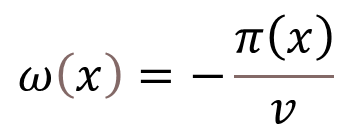 ω(x) = − π(x)/v